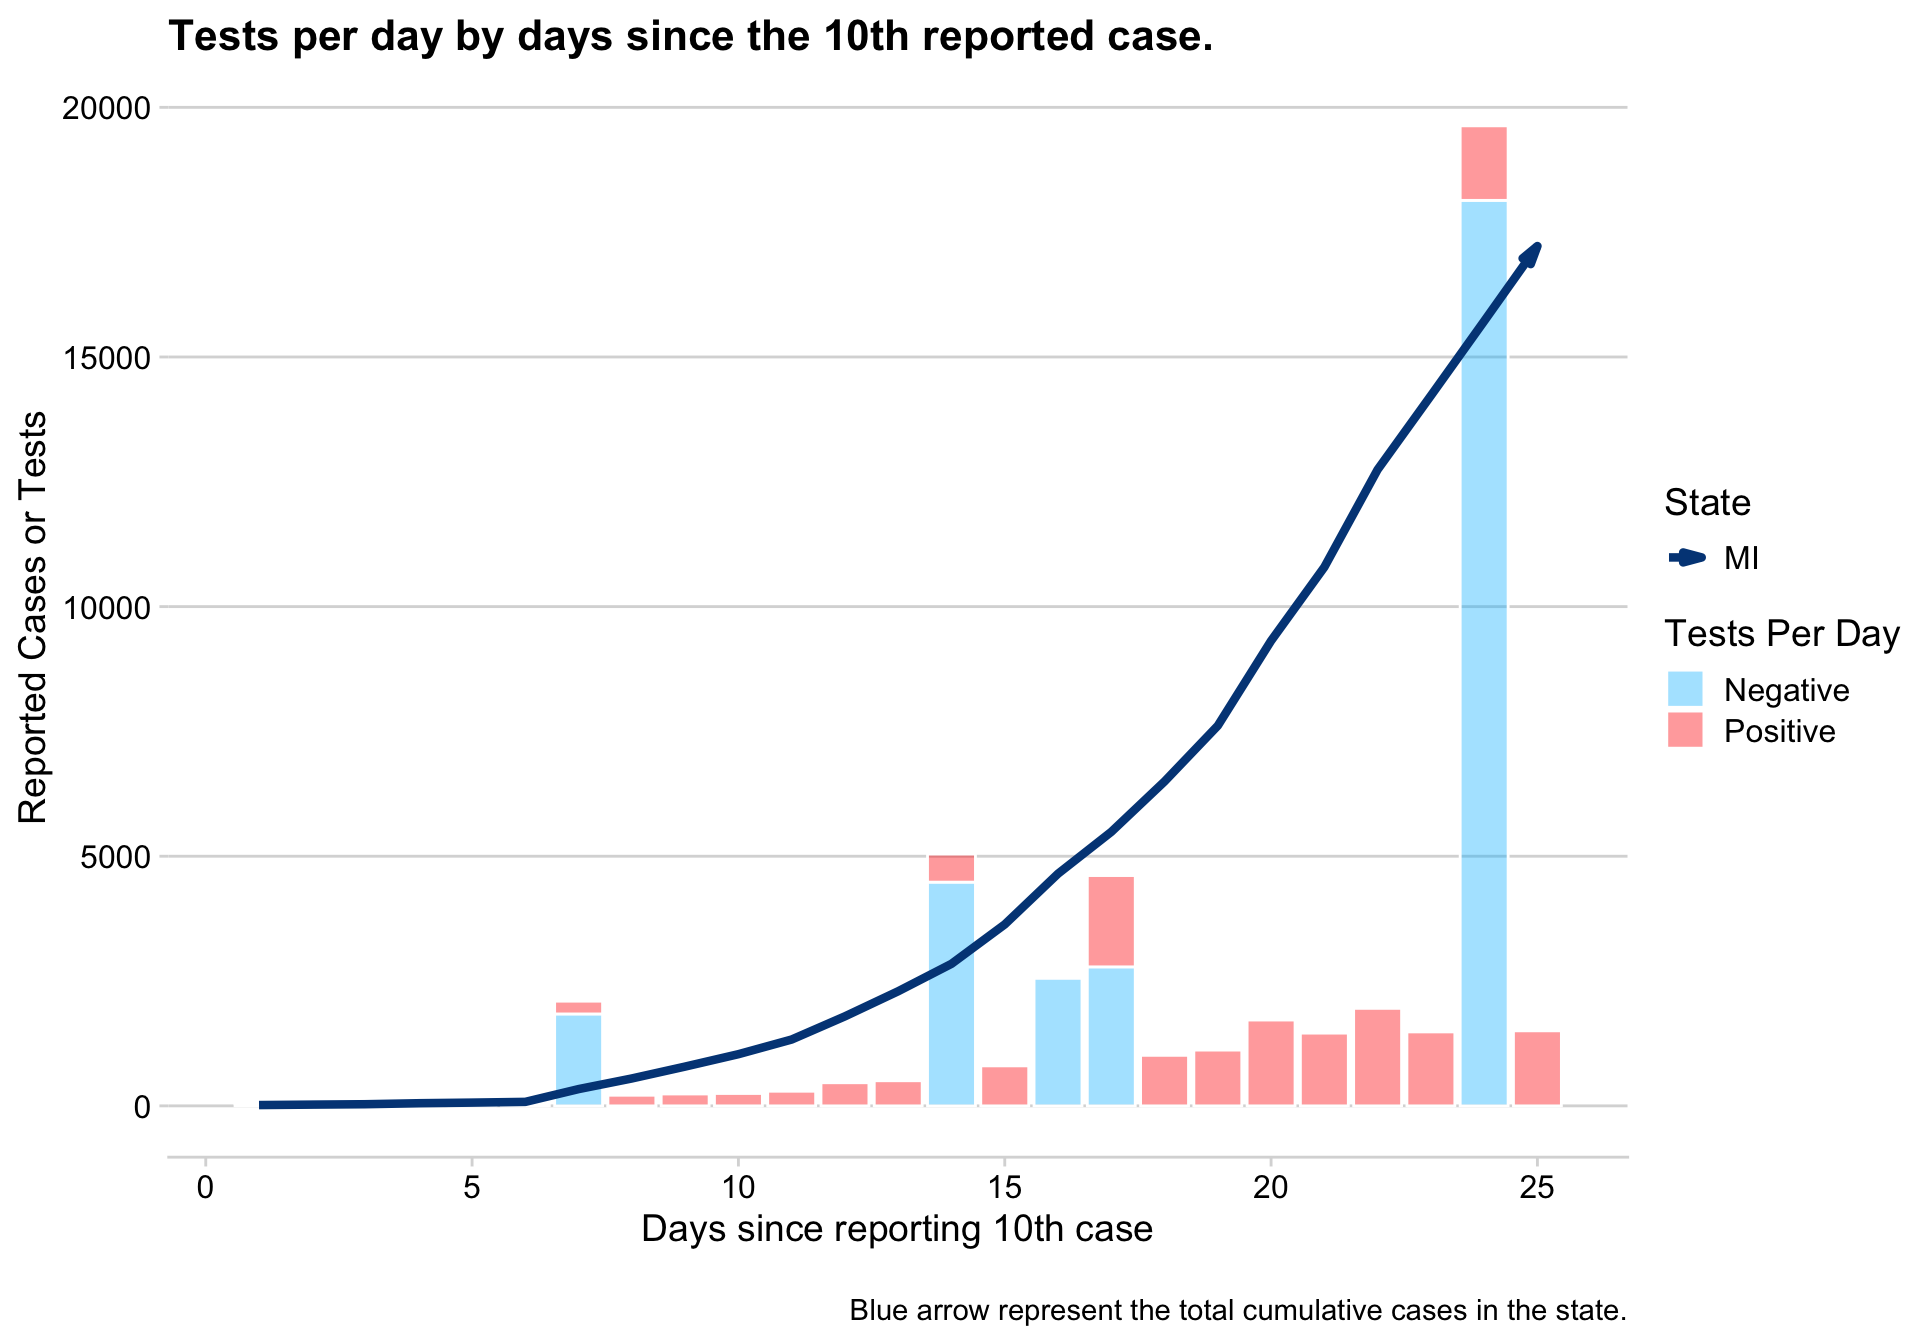 Tests per day by days since the 10th reported case.
20000
15000
10000
5000
0
Reported Cases or Tests
0 5 10 15 20 25
Days since reporting 10th case
State
MI
Tests Per Day
Negative
Positive
Blue arrow represent the total cumulative cases in the state.